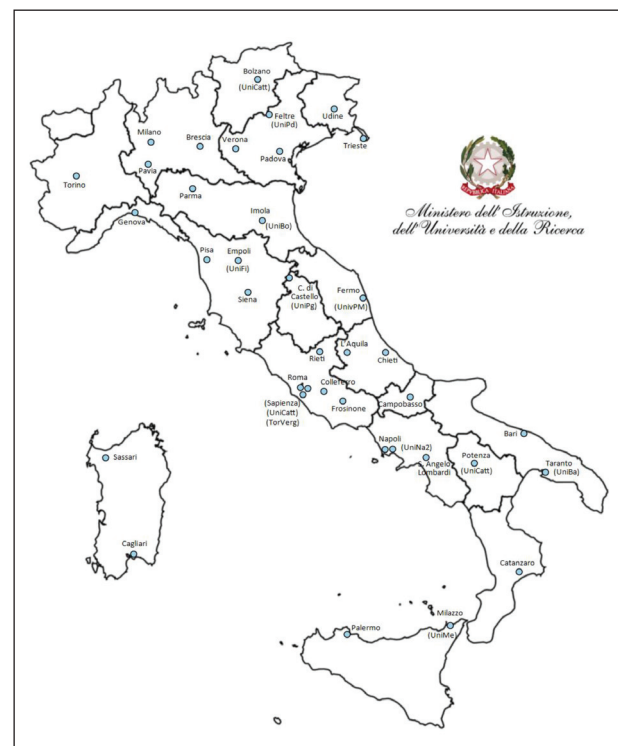 Bolzano
(UniCatt)
Feltre
(UniPd)
Udine
Milano
Brescia
Verona
Trieste
Padova
Pavia
Torino
Parma
Genova
Imola
(UniBo)
Ministero dell'Istruzione,
dell'Università e della Ricerca
Pisa
Empoli
(UniFi)
Siena
C. di
Castello
(UniPg)
Fermo
(UnivPM)
Rieti
L'Aquila
Chieti
Roma
Colleferro
(Sapienza)
(UniCatt)
(TorVerg)
Frosinone
Campobasso
Bari
Napoli
(UniNa2)
S. Angelo
Lombardi
Potenza
(UniCatt)
Taranto
(UniBa)
Sassari
Cagliari
Catanzaro
Milazzo
(UniMe)
Palermo